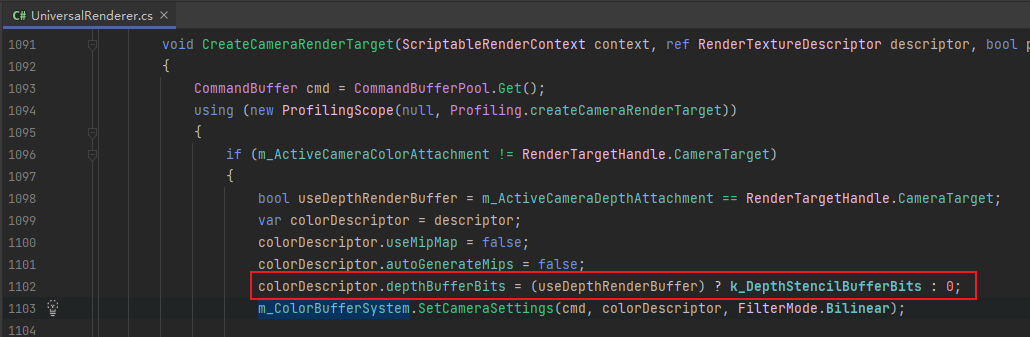 C# UniversalRenderer.cs ×
1091 void CreateCameraRenderTarget(ScriptableRenderContext context, ref RenderTextureDescriptor descriptor, bool p
1092 {
1093 CommandBuffer cmd = CommandBufferPool.Get();
1094 using (new ProfilingScope(null, Profiling.createCameraRenderTarget))
1095 {
1096 if (m_ActiveCameraColorAttachment != RenderTargetHandle.CameraTarget)
1097 {
1098 bool useDepthRenderBuffer = m_ActiveCameraDepthAttachment == RenderTargetHandle.CameraTarget;
1099 var colorDescriptor = descriptor;
1100 colorDescriptor.useMipMap = false;
1101 colorDescriptor.autoGenerateMips = false;
1102 colorDescriptor.depthBufferBits = (useDepthRenderBuffer) ? k_DepthStencilBufferBits : 0;
1103 m_ColorBufferSystem.SetCameraSettings(cmd, colorDescriptor, FilterMode.Bilinear);
1104